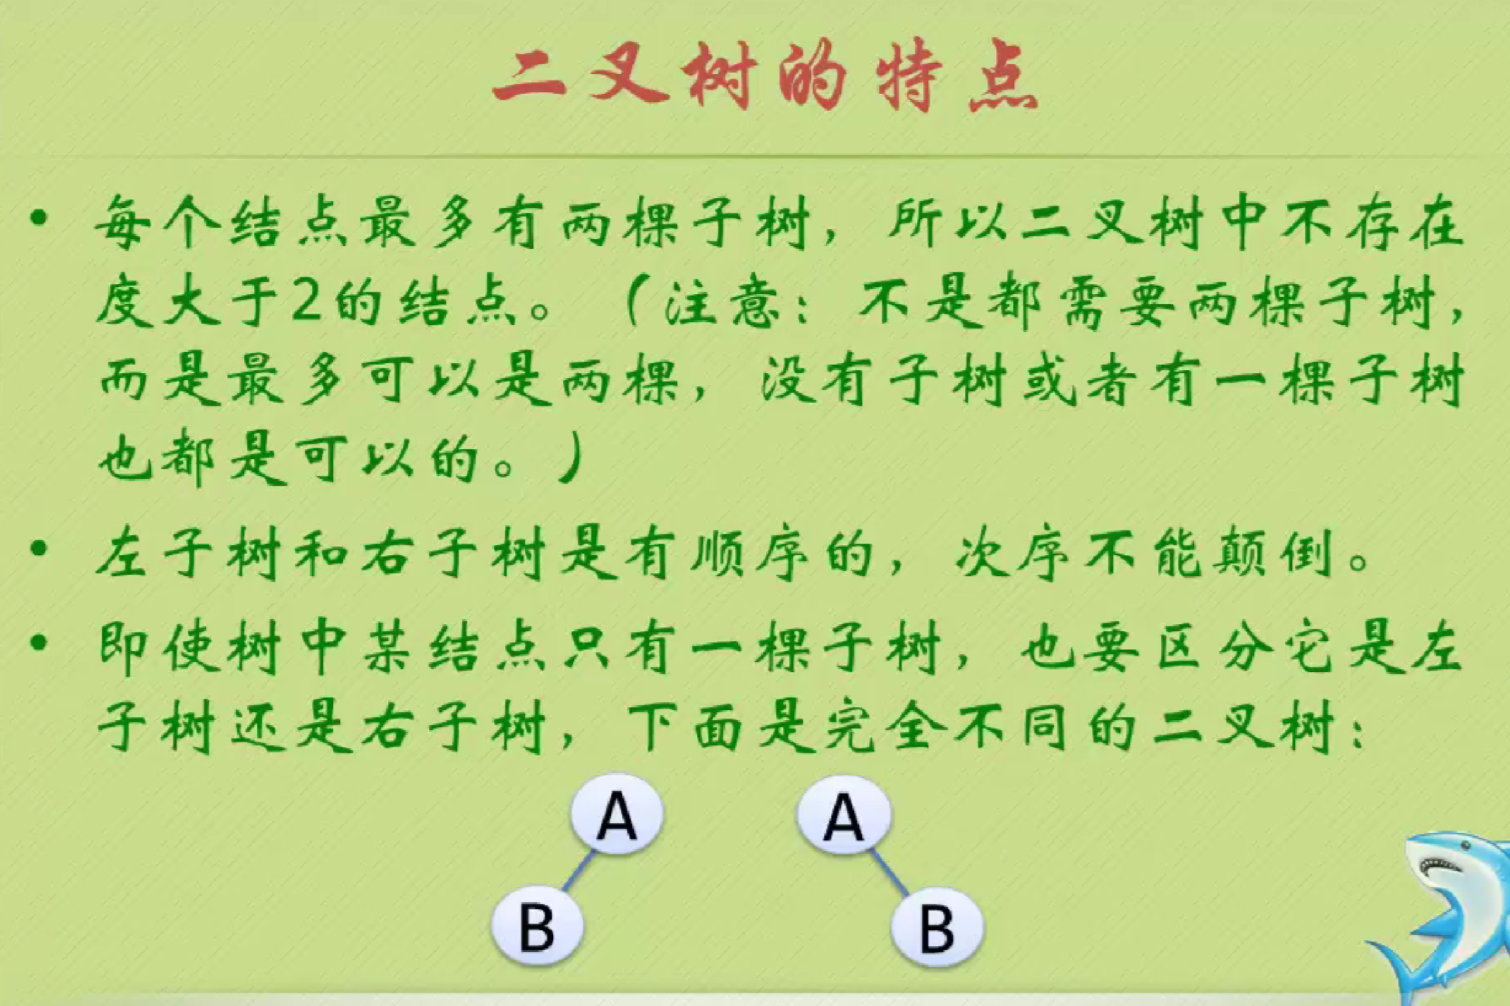 二叉树的特点
• 每个结点最多有两棵子树，所以二叉树中不存在
度大于2的结点。（注意：不是都需要两棵子树，
而是最多可以是两棵，没有子树或者有一棵子树
也都是可以的。）
• 左子树和右子树是有顺序的，次序不能颠倒。
• 即使树中某结点只有一棵子树，也要区分它是左
子树还是右子树，下面是完全不同的二叉树：
A A
B B